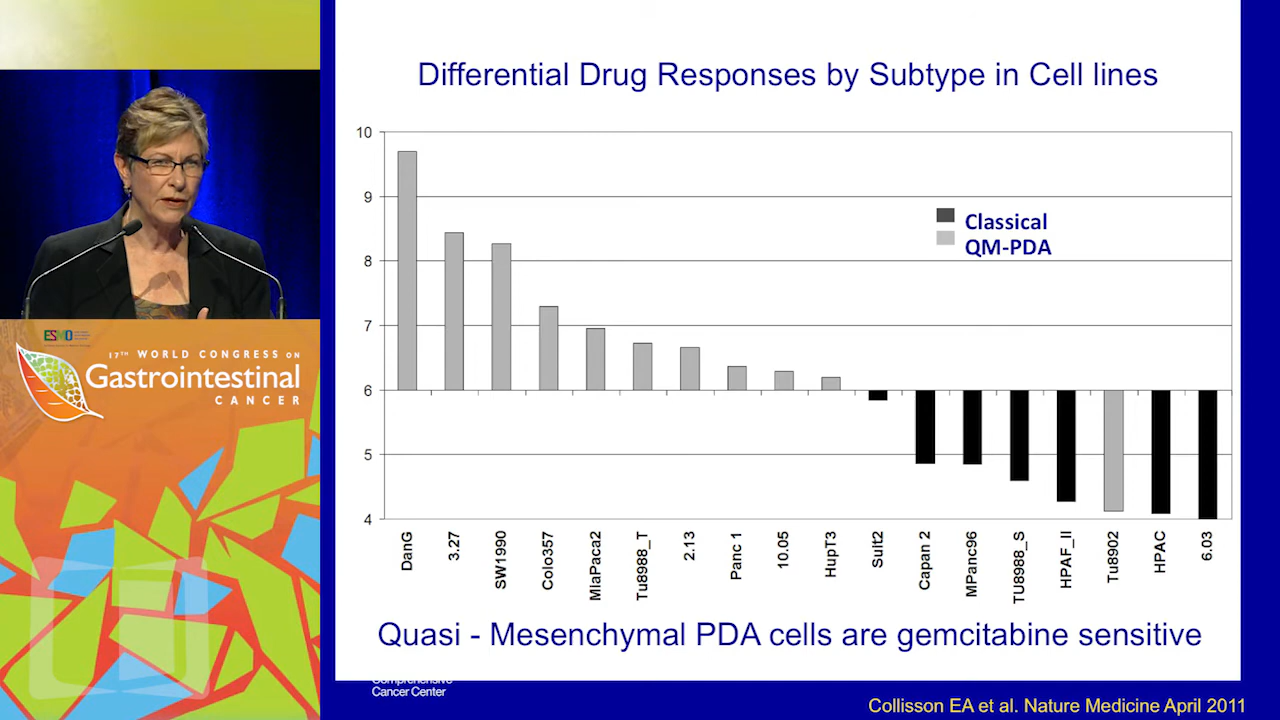 Differential Drug Responses by Subtype in Cell lines
10
9
8
7
6
5
4
Classical
QM-PDA
DanG
3.27
SW1990
Colo357
MIaPaca2
Tu8988_T
2.13
Panc 1
10.05
HupT3
Suit2
Capan 2
MPanc96
TU8988_S
HPAF_II
Tu8902
HPAC
6.03
Quasi - Mesenchymal PDA cells are gemcitabine sensitive
Comprehensive
Cancer Center
Collisson EA et al. Nature Medicine April 2011
ESMO
17TH WORLD CONGRESS ON
Gastrointestinal
CANCER